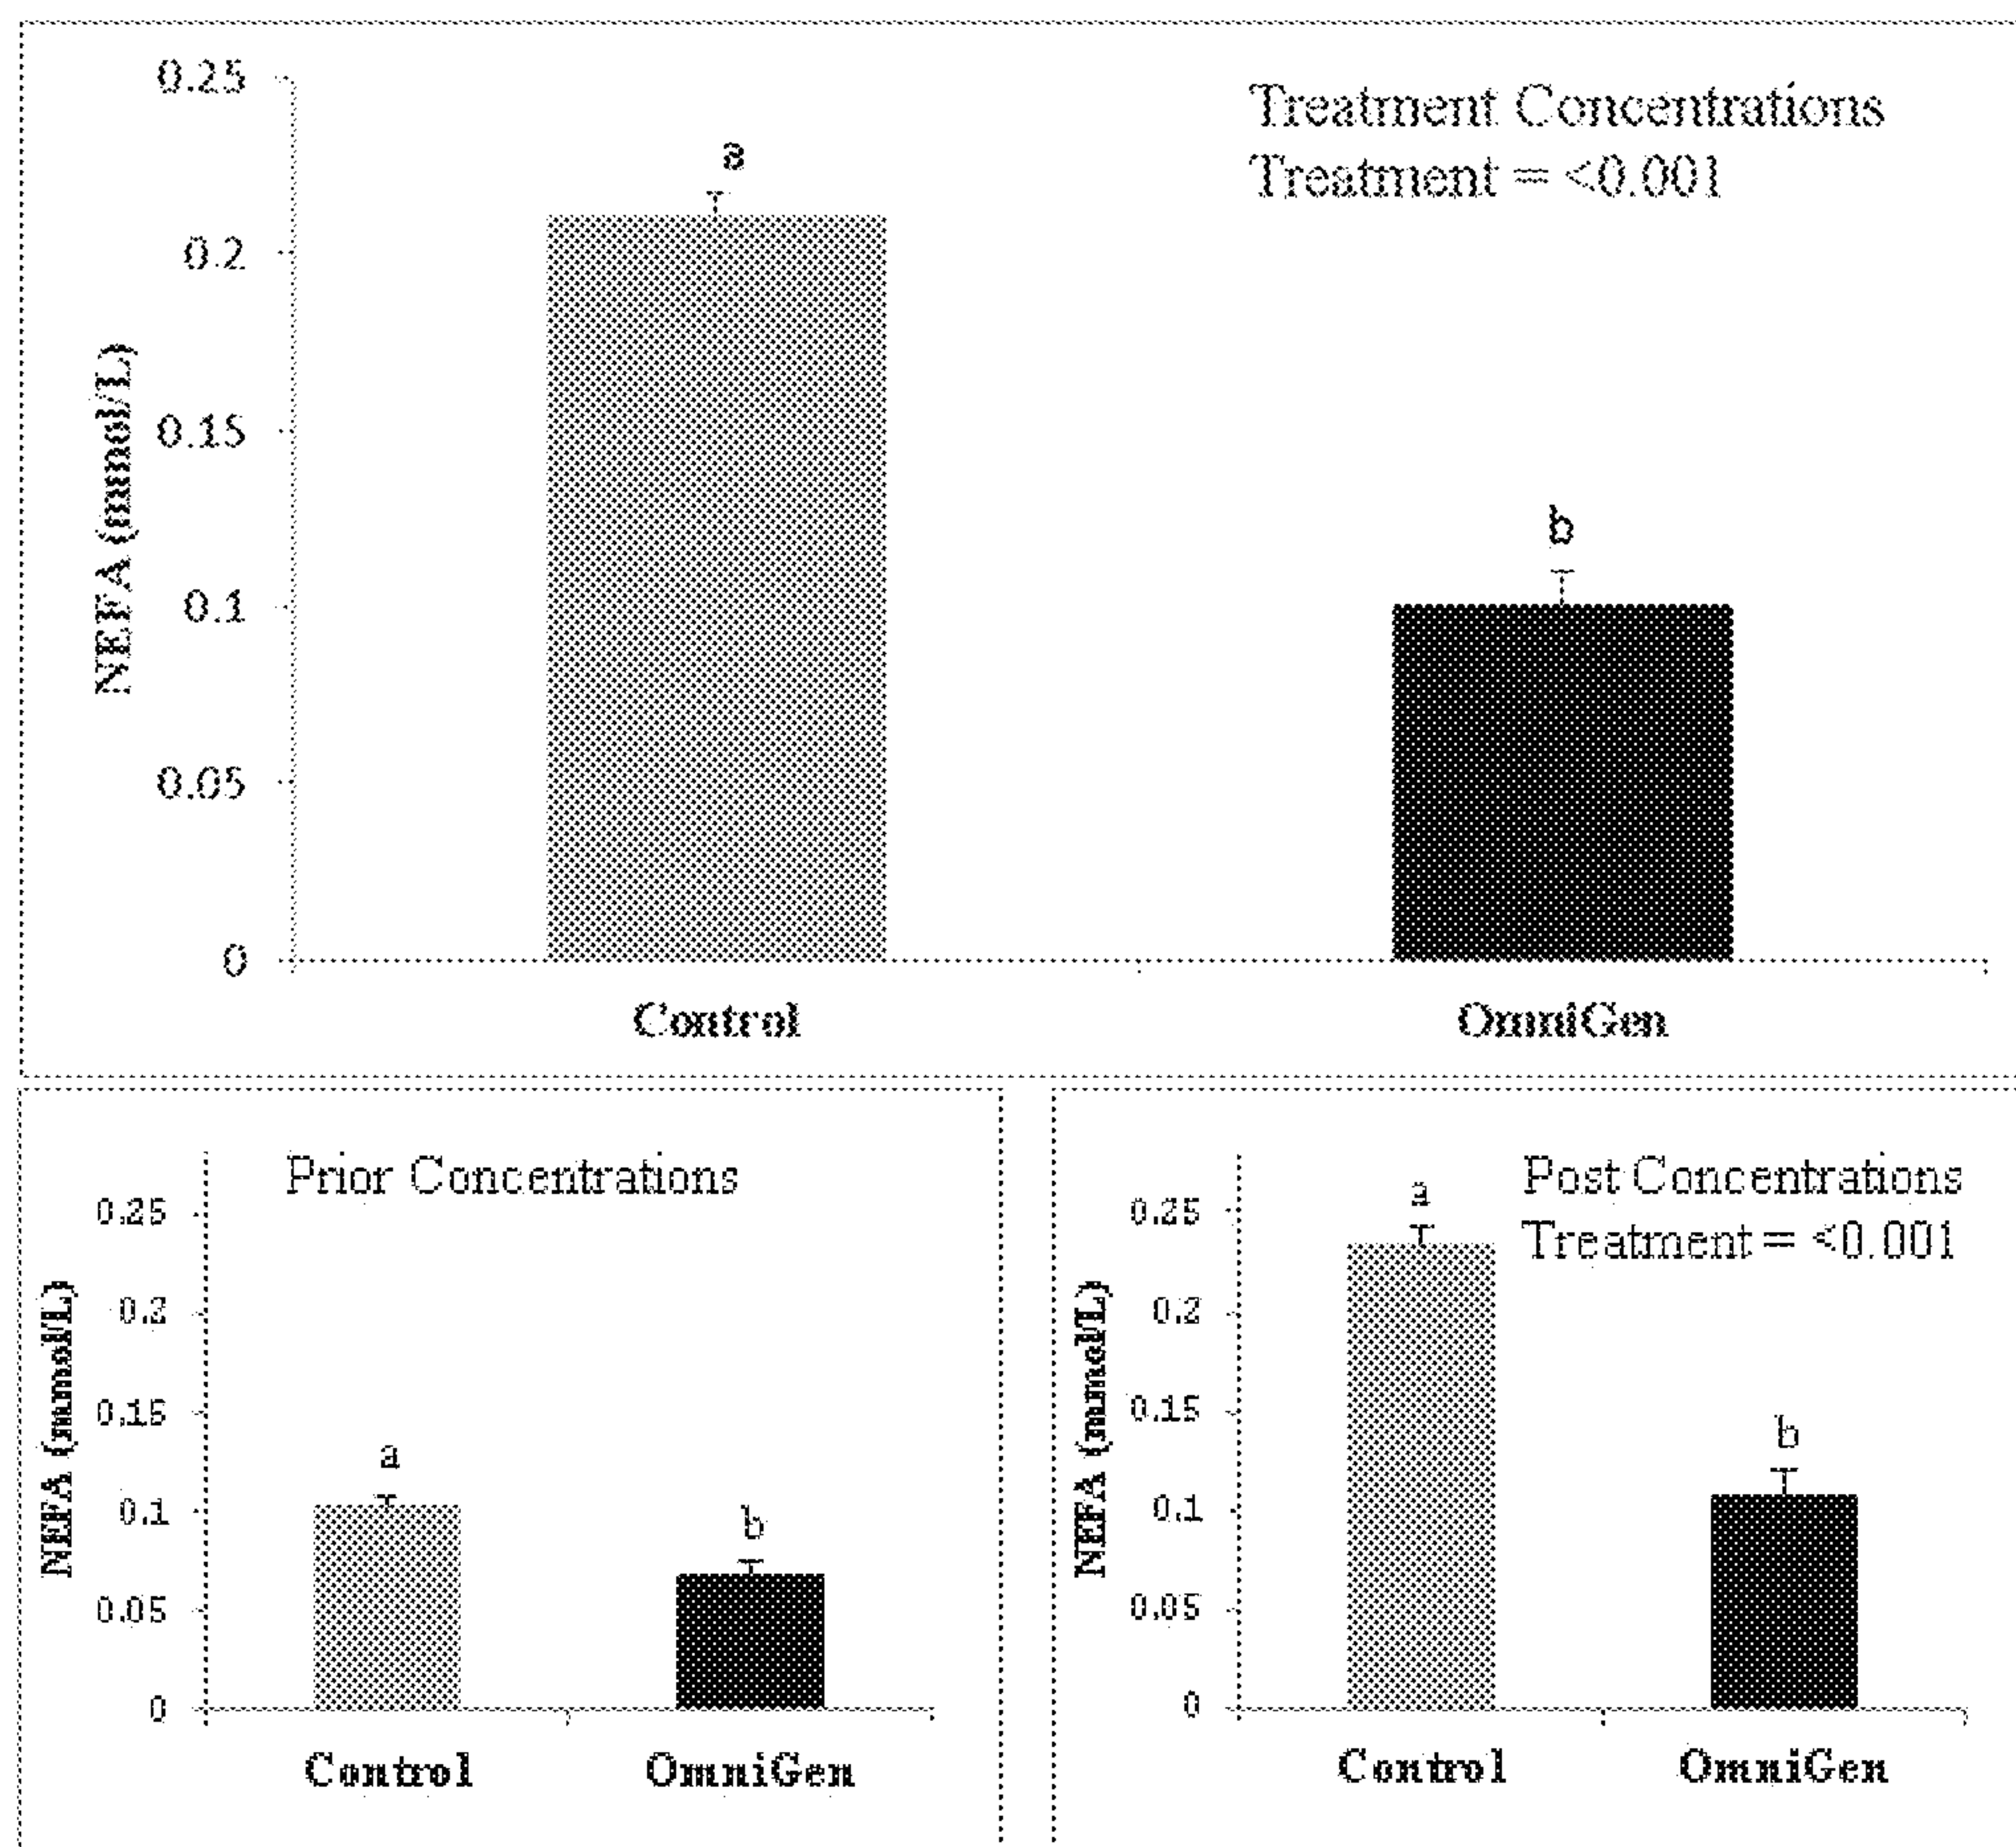 Treatment Concentrations
Treatment = <0.001
NEFA (mmol/L)
0.25
0.2
0.15
0.1
0.05
0
a
b
Control
OmniGen
Prior Concentrations
NEFA (mmol/L)
0.25
0.2
0.15
0.1
0.05
0
a
b
Control
OmniGen
Post Concentrations
Treatment = <0.001
NEFA (mmol/L)
0.25
0.2
0.15
0.1
0.05
0
a
b
Control
OmniGen